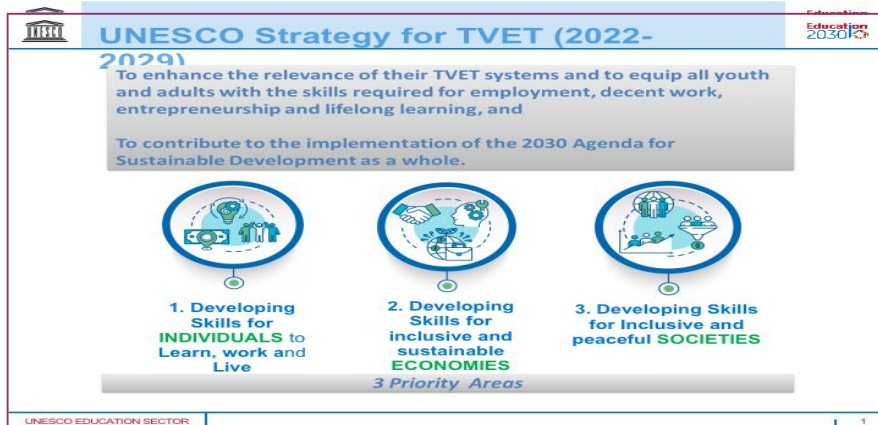 UNESCO
Education
Education
2030
UNESCO Strategy for TVET (2022-
2029)
To enhance the relevance of their TVET systems and to equip all youth
and adults with the skills required for employment, decent work,
entrepreneurship and lifelong learning, and
To contribute to the implementation of the 2030 Agenda for
Sustainable Development as a whole.
1. Developing
Skills for
INDIVIDUALS to
Learn, work and
Live
2. Developing
Skills for
inclusive and
sustainable
ECONOMIES
3. Developing Skills
for Inclusive and
peaceful SOCIETIES
3 Priority Areas
UNESCO EDUCATION SECTOR
1